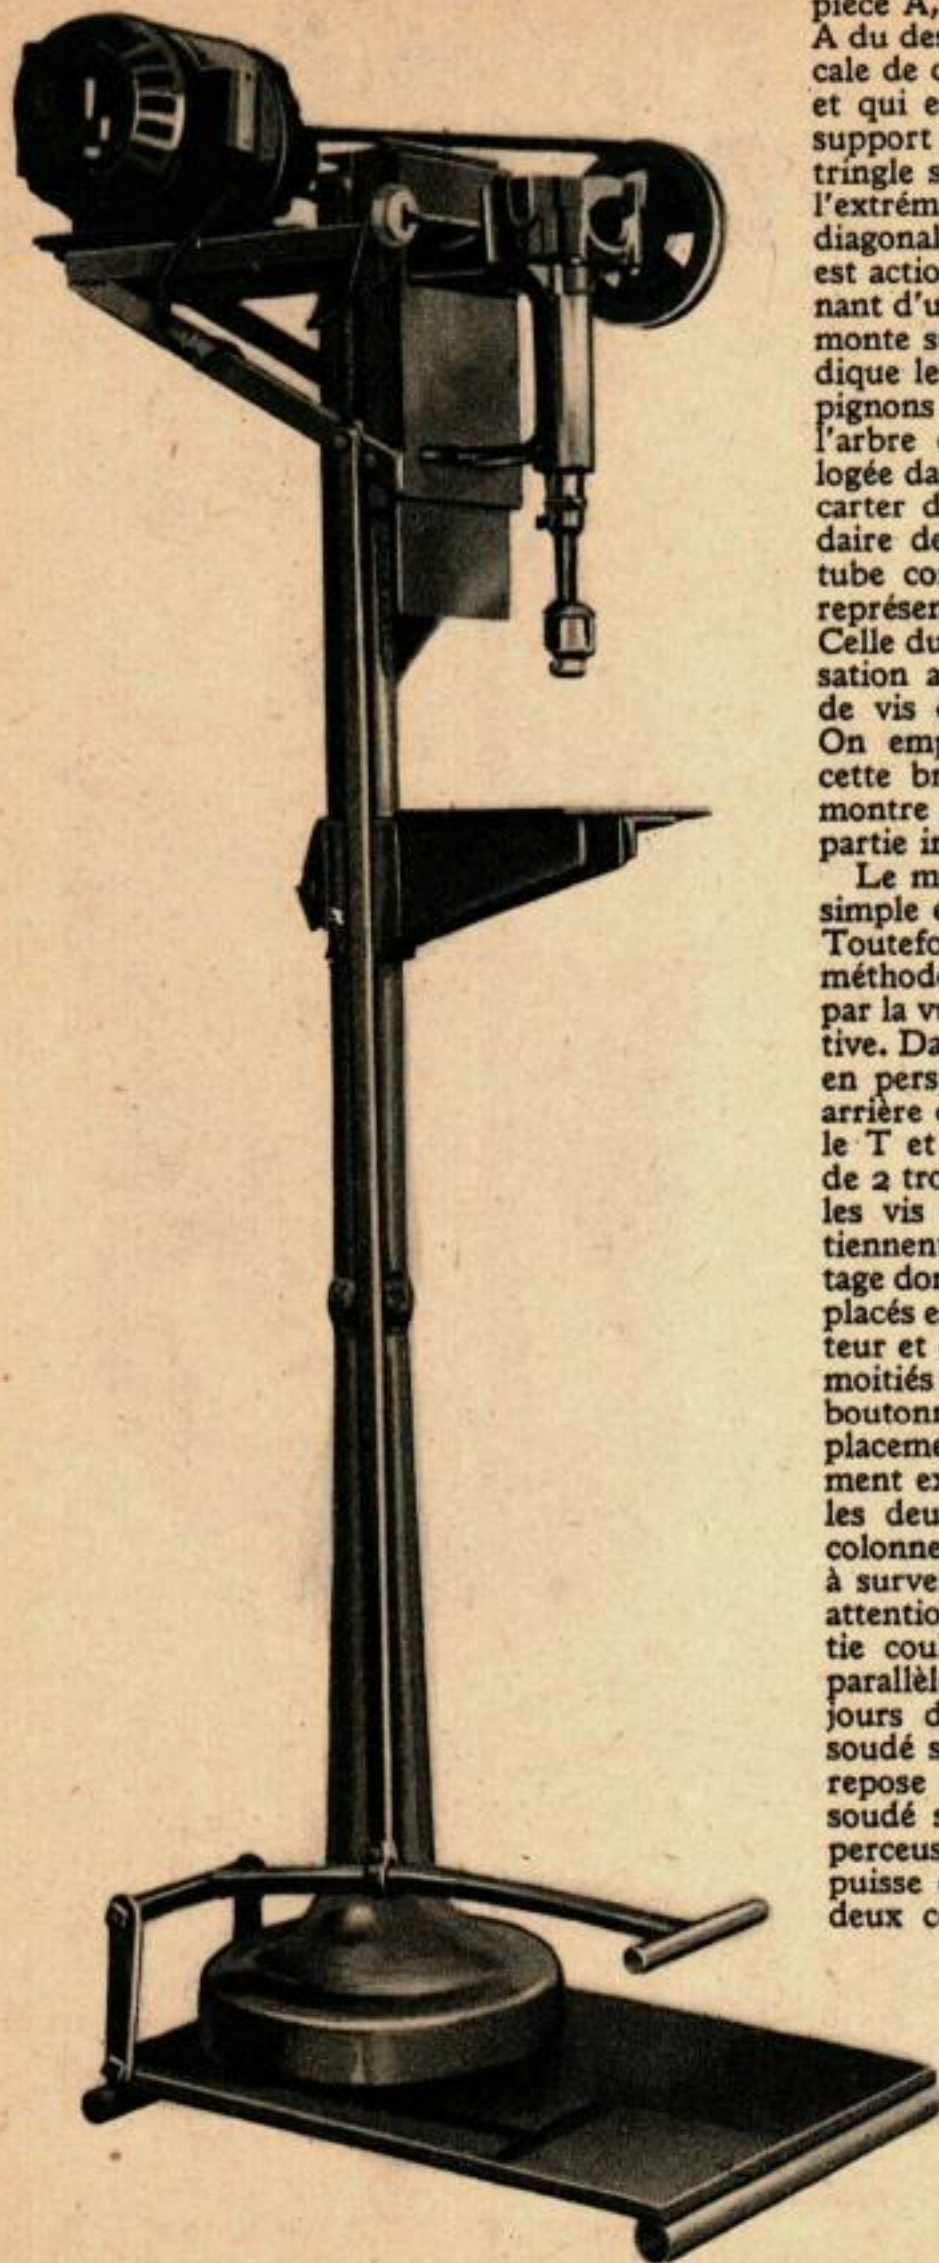 pièce A,
A du des
cale de c
et qui e
support
tringle s
l'extrém
diagonal
est actio
nant d'u
monte s
dique le
pignons
l'arbre
logée da
carter d
daire de
tube co
représen
Celle du
sation a
de vis
On emp
cette br
montre
partie in
Le m
simple e
Toutefo
méthode
par la vu
tive. Da
en pers
arrière
le T et
de 2 tro
les vis
tiennent
tage don
placés e
teur et
moitiés
boutonn
placeme
ment ex
les deu
colonne
à surve
attentio
tie cou
parallèl
jours d
soudé s
repose
soudé s
perceus
puisse
deux c